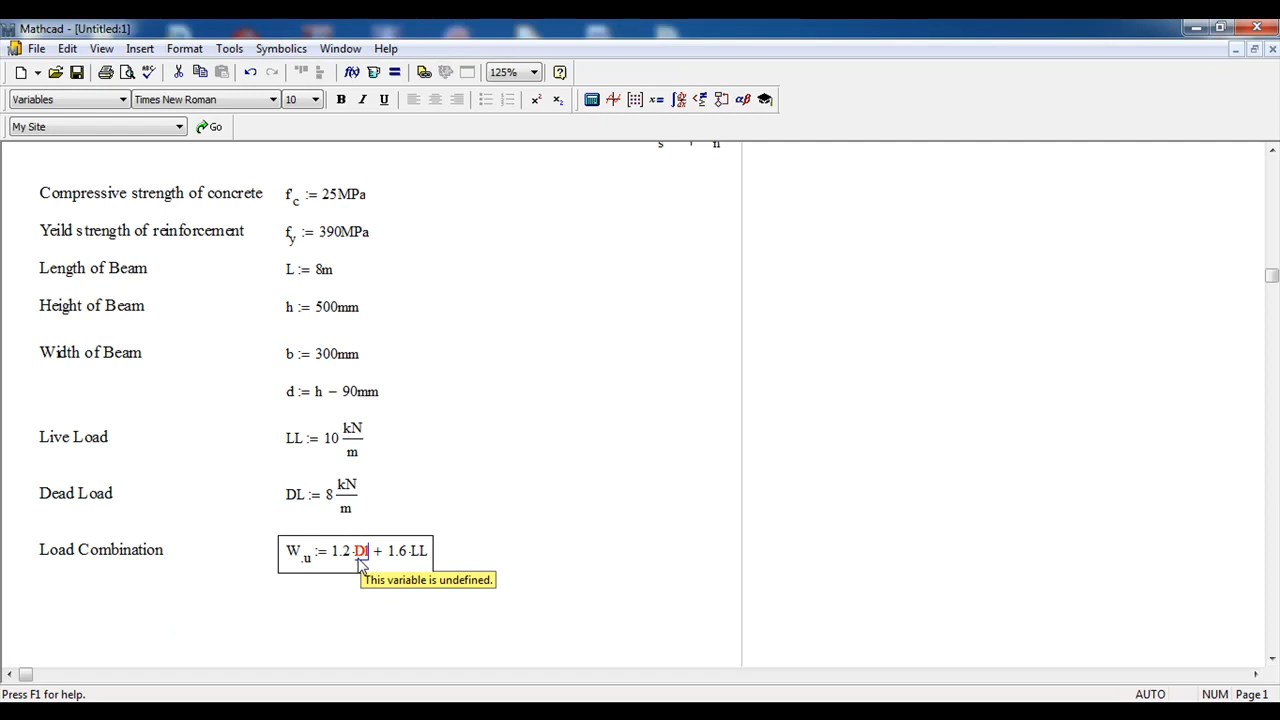 Mathcad - [Untitled:1]
File Edit View Insert Format Tools Symbolics Window Help
125%
Variables Times New Roman 10 B I U
My Site Go
s + n
Compressive strength of concrete f'c := 25MPa
Yeild strength of reinforcement fy := 390MPa
Length of Beam L := 8m
Height of Beam h := 500mm
Width of Beam b := 300mm
d := h − 90mm
Live Load LL := 10 kN/m
Dead Load DL := 8 kN/m
Load Combination W.u := 1.2·Dl + 1.6·LL
This variable is undefined.
Press F1 for help. AUTO NUM Page 1